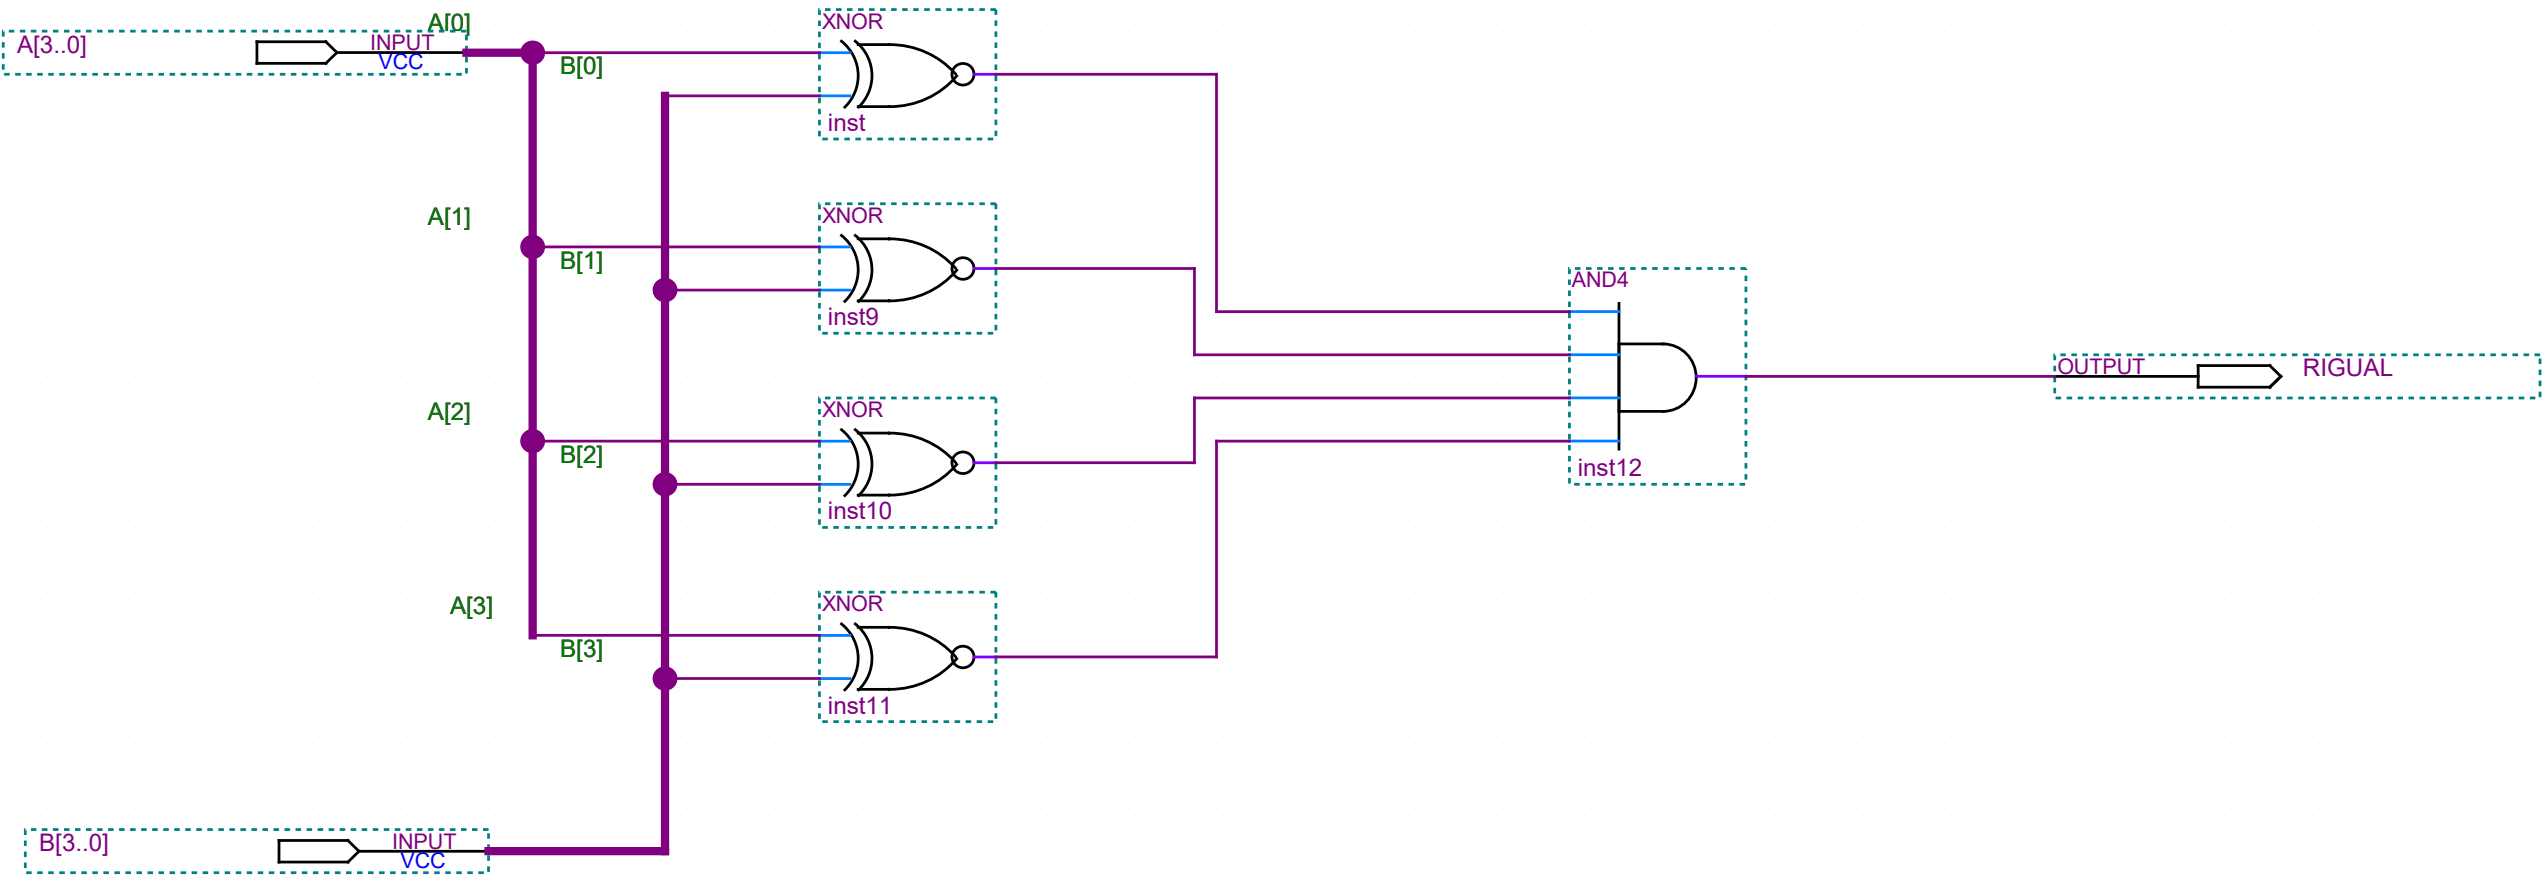 A[0]
A[3..0]
INPUT
VCC
B[0]
XNOR
inst
A[1]
B[1]
XNOR
inst9
A[2]
B[2]
XNOR
inst10
A[3]
B[3]
XNOR
inst11
AND4
inst12
OUTPUT
RIGUAL
B[3..0]
INPUT
VCC